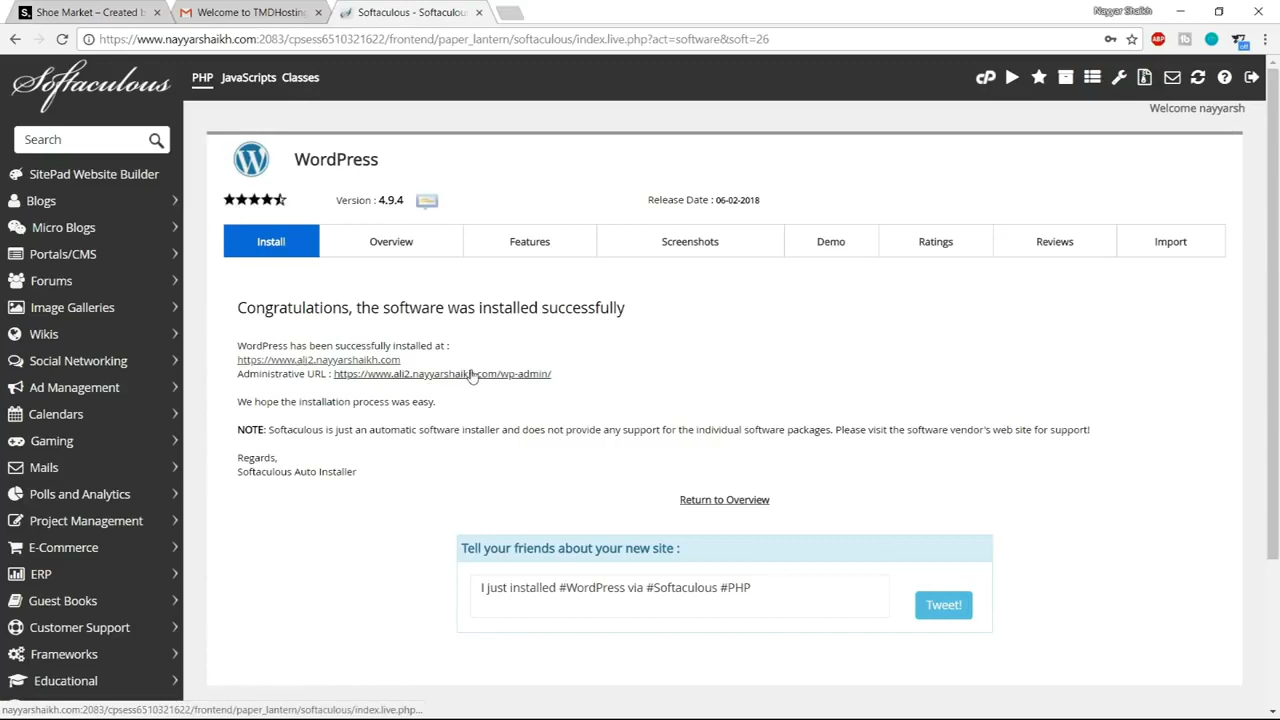 Shoe Market – Created b
Welcome to TMDHosting
Softaculous - Softaculou
Nayyar Shaikh
https://www.nayyarshaikh.com:2083/cpsess6510321622/frontend/paper_lantern/softaculous/index.live.php?act=software&soft=26
Softaculous
PHP JavaScripts Classes
Welcome nayyarsh
Search
SitePad Website Builder
Blogs
Micro Blogs
Portals/CMS
Forums
Image Galleries
Wikis
Social Networking
Ad Management
Calendars
Gaming
Mails
Polls and Analytics
Project Management
E-Commerce
ERP
Guest Books
Customer Support
Frameworks
Educational
WordPress
Version : 4.9.4
Release Date : 06-02-2018
Install Overview Features Screenshots Demo Ratings Reviews Import
Congratulations, the software was installed successfully
WordPress has been successfully installed at :
https://www.ali2.nayyarshaikh.com
Administrative URL : https://www.ali2.nayyarshaikh.com/wp-admin/
We hope the installation process was easy.
NOTE: Softaculous is just an automatic software installer and does not provide any support for the individual software packages. Please visit the software vendor's web site for support!
Regards,
Softaculous Auto Installer
Return to Overview
Tell your friends about your new site :
I just installed #WordPress via #Softaculous #PHP
Tweet!
nayyarshaikh.com:2083/cpsess6510321622/frontend/paper_lantern/softaculous/index.live.php...